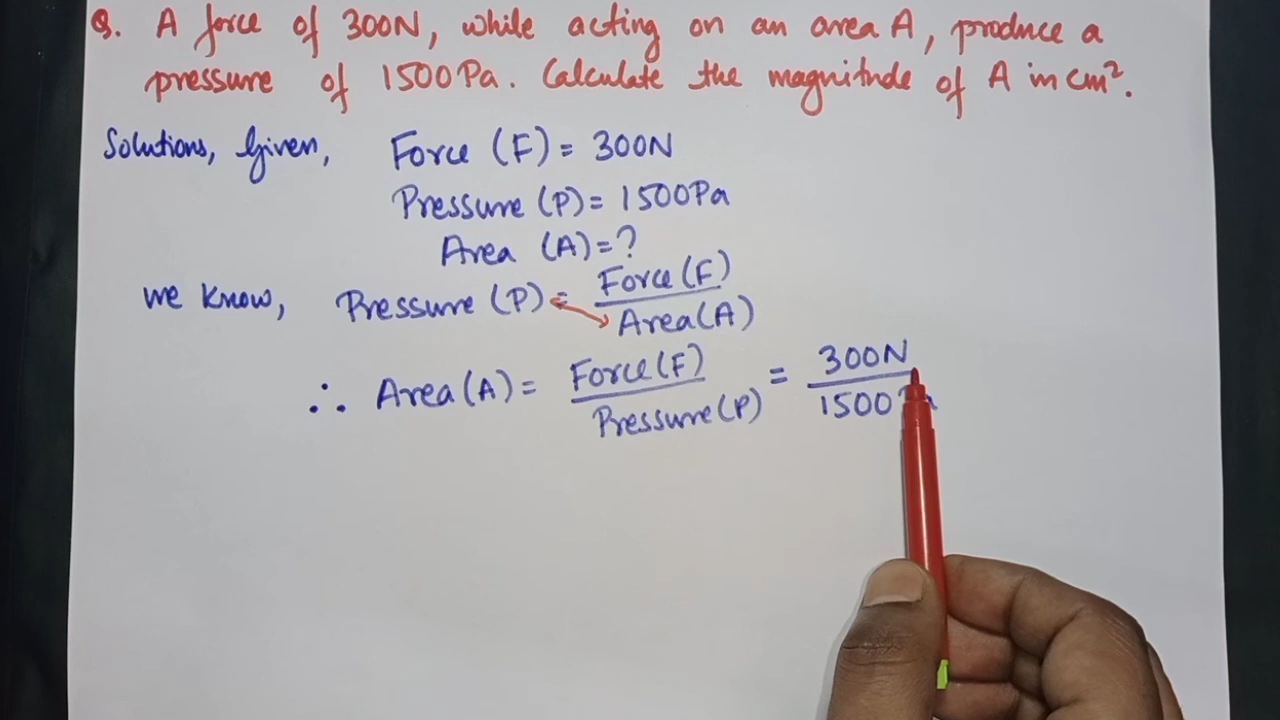 Q. A force of 300N, while acting on an area A, produce a
pressure of 1500Pa. Calculate the magnitude of A in cm².
Solutions, Given, Force (F) = 300N
Pressure (P) = 1500Pa
Area (A) = ?
we know, Pressure (P) = Force (F)
Area (A)
∴ Area (A) = Force (F) = 300N
Pressure (P) 1500